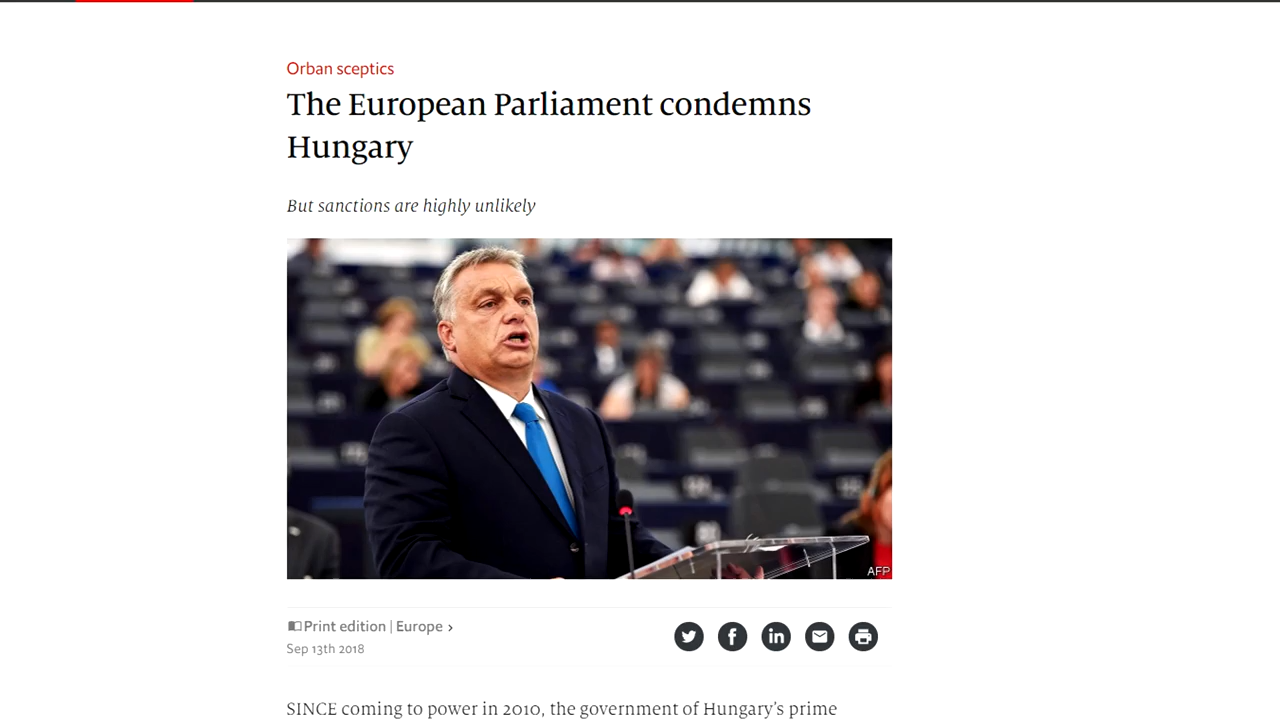 Orban sceptics
The European Parliament condemns
Hungary
But sanctions are highly unlikely
AFP
Print edition | Europe ›
Sep 13th 2018
SINCE coming to power in 2010, the government of Hungary's prime